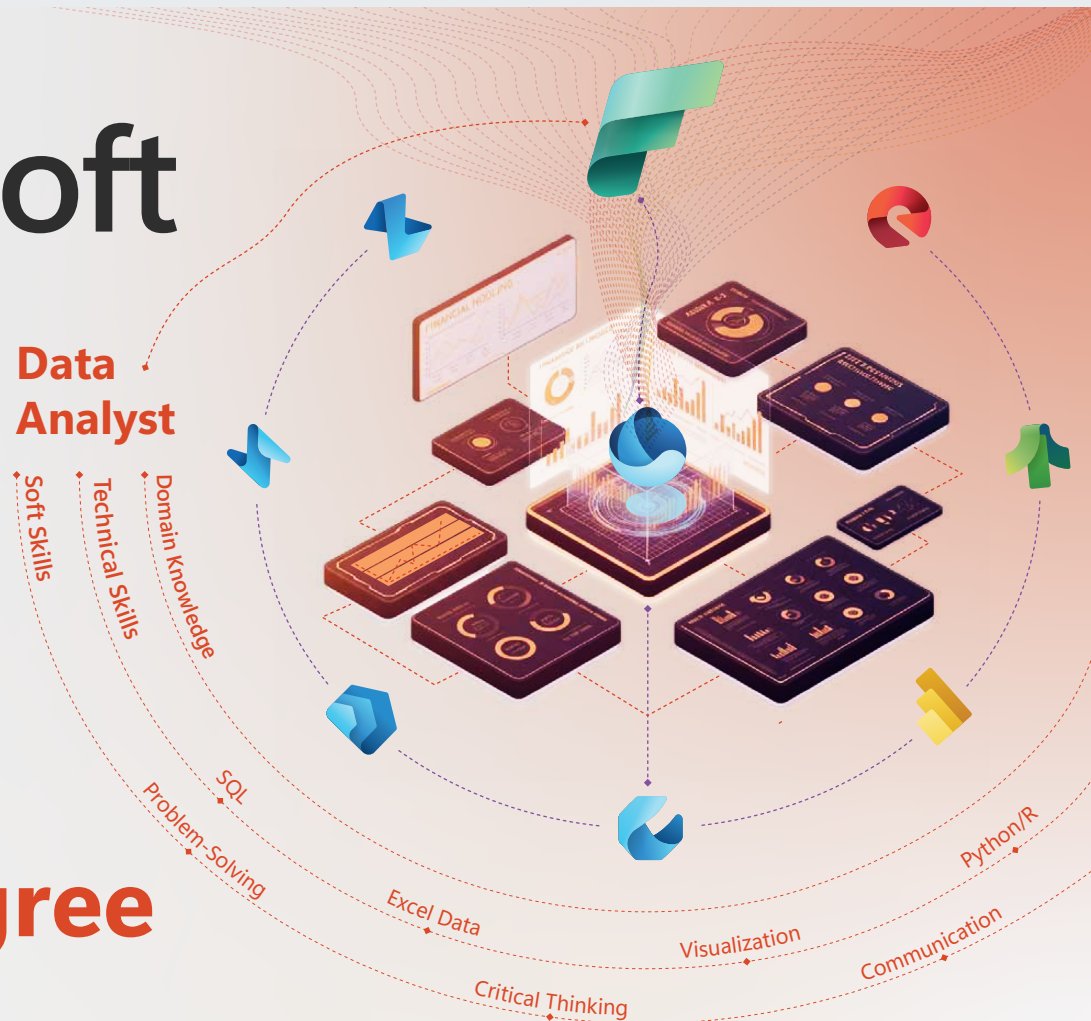 oft
Data
Analyst
Soft Skills
Technical Skills
Domain Knowledge
SQL
Problem-Solving
Excel Data
Visualization
Python/R
Communication
Critical Thinking
gree